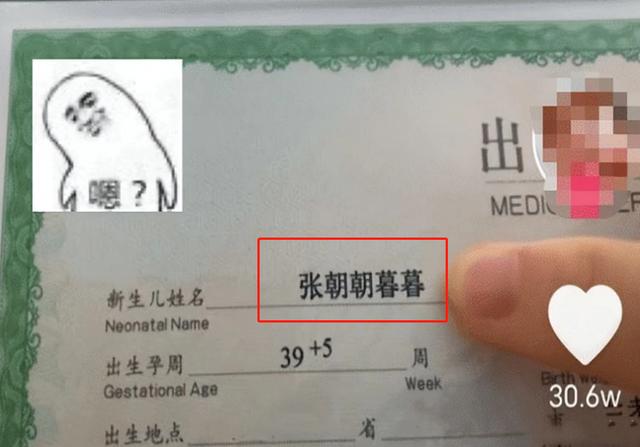 嗯？
出
MEDIC
新生儿姓名 张朝朝暮暮
Neonatal Name
出生孕周 39 +5 周
Gestational Age Week
Birth
30.6w
出生地点 省